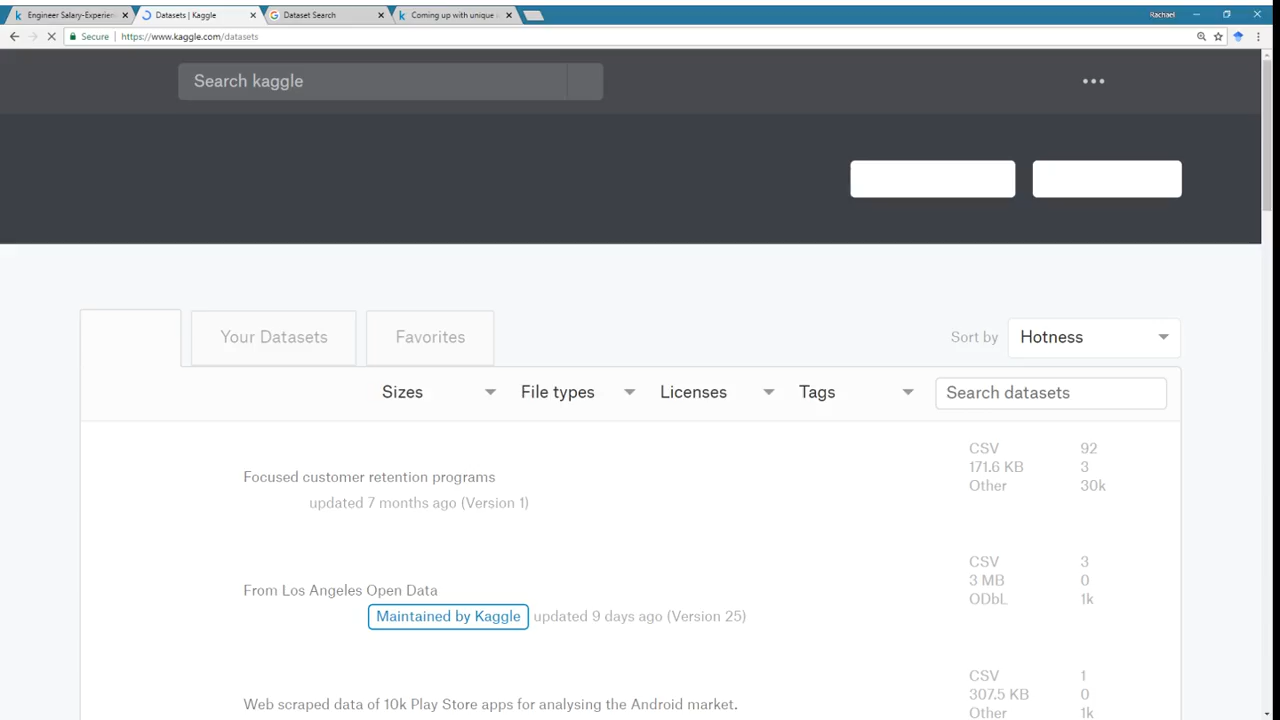 Engineer Salary-Experien
Datasets | Kaggle
Dataset Search
Coming up with unique
Rachael
Secure
https://www.kaggle.com/datasets
Search kaggle
Your Datasets
Favorites
Sort by
Hotness
Sizes
File types
Licenses
Tags
Search datasets
Focused customer retention programs
updated 7 months ago (Version 1)
CSV 92
171.6 KB 3
Other 30k
From Los Angeles Open Data
Maintained by Kaggle updated 9 days ago (Version 25)
CSV 3
3 MB 0
ODbL 1k
Web scraped data of 10k Play Store apps for analysing the Android market.
CSV 1
307.5 KB 0
Other 1k